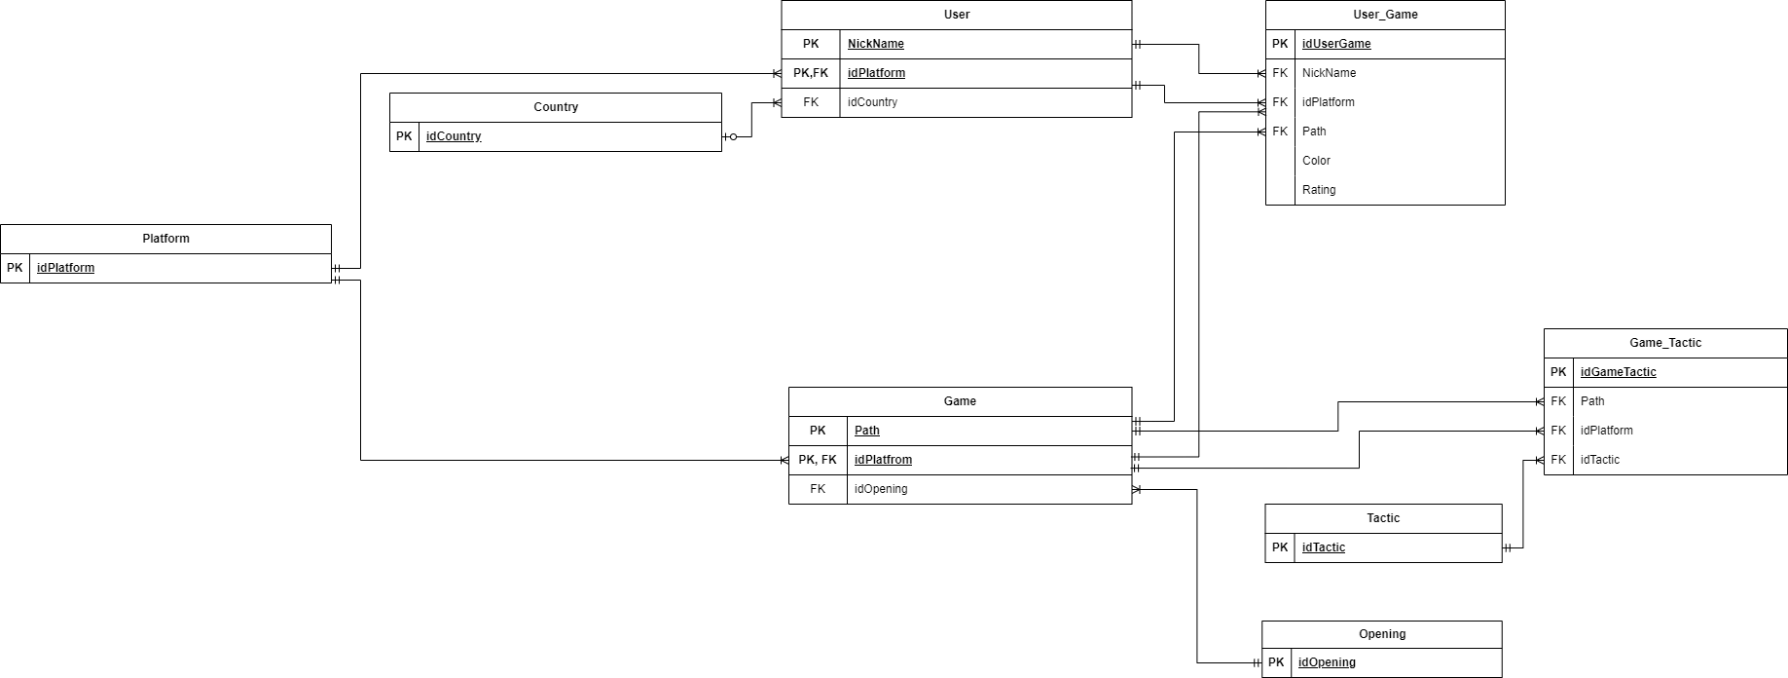 User
PK NickName
PK,FK idPlatform
FK idCountry
User_Game
PK idUserGame
FK NickName
FK idPlatform
FK Path
Color
Rating
Country
PK idCountry
Platform
PK idPlatform
Game_Tactic
PK idGameTactic
FK Path
FK idPlatform
FK idTactic
Game
PK Path
PK, FK idPlatfrom
FK idOpening
Tactic
PK idTactic
Opening
PK idOpening